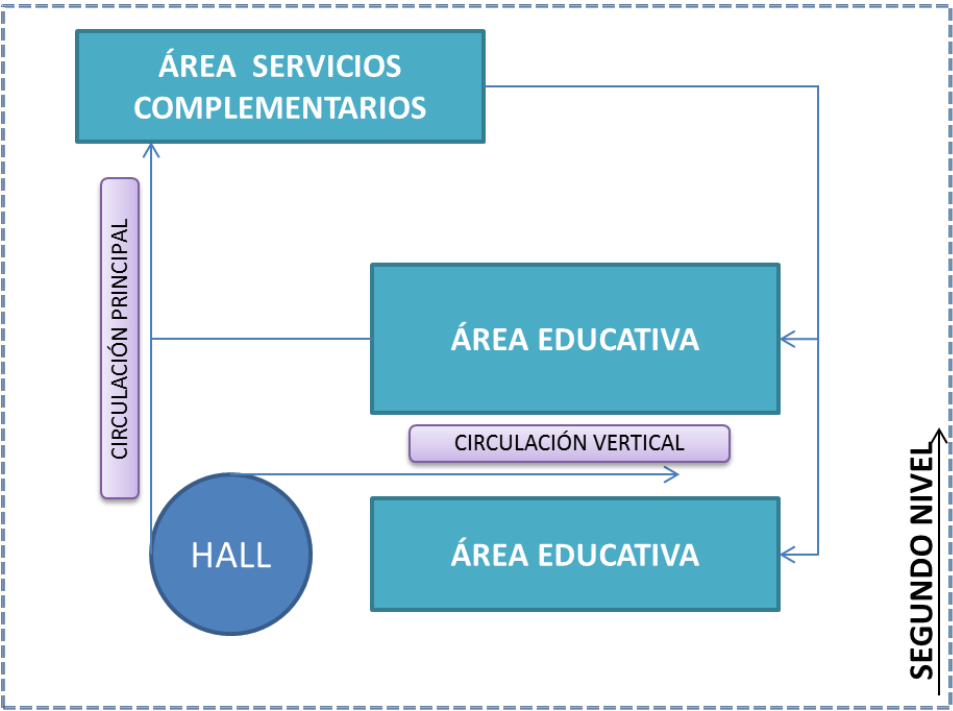 ÁREA SERVICIOS
COMPLEMENTARIOS
CIRCULACIÓN PRINCIPAL
ÁREA EDUCATIVA
CIRCULACIÓN VERTICAL
HALL
ÁREA EDUCATIVA
SEGUNDO NIVEL